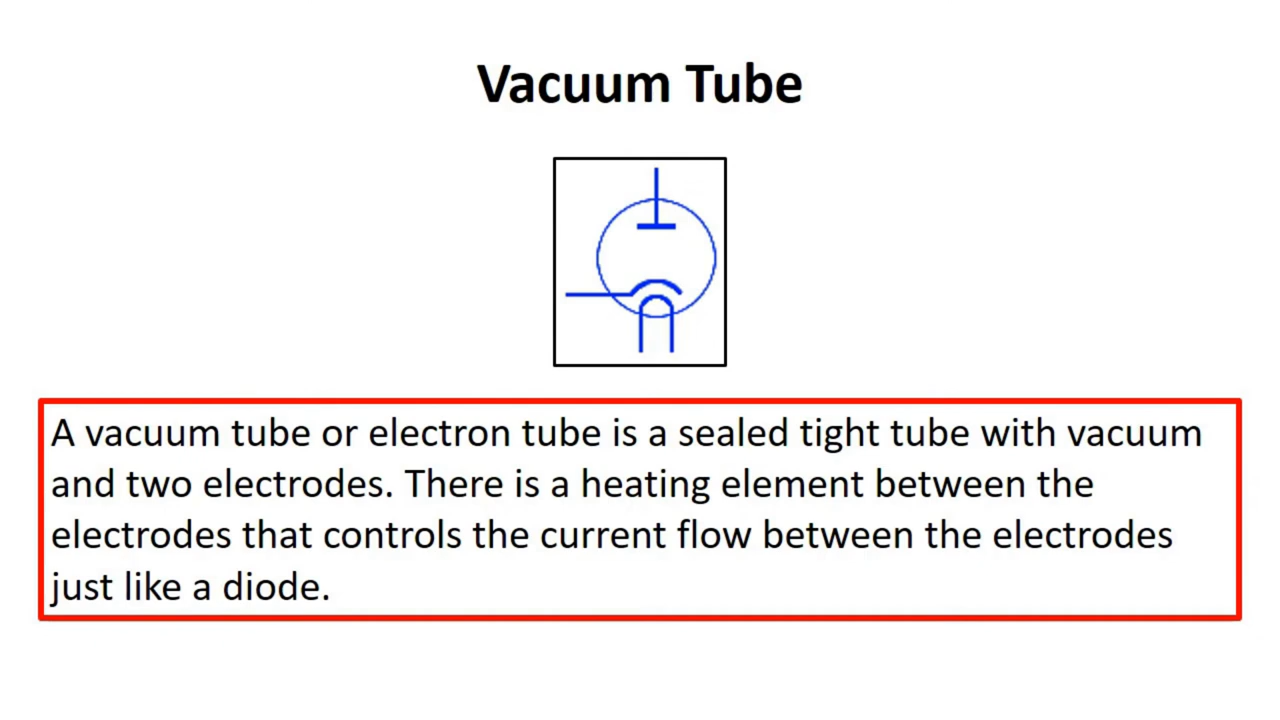 Vacuum Tube
A vacuum tube or electron tube is a sealed tight tube with vacuum
and two electrodes. There is a heating element between the
electrodes that controls the current flow between the electrodes
just like a diode.